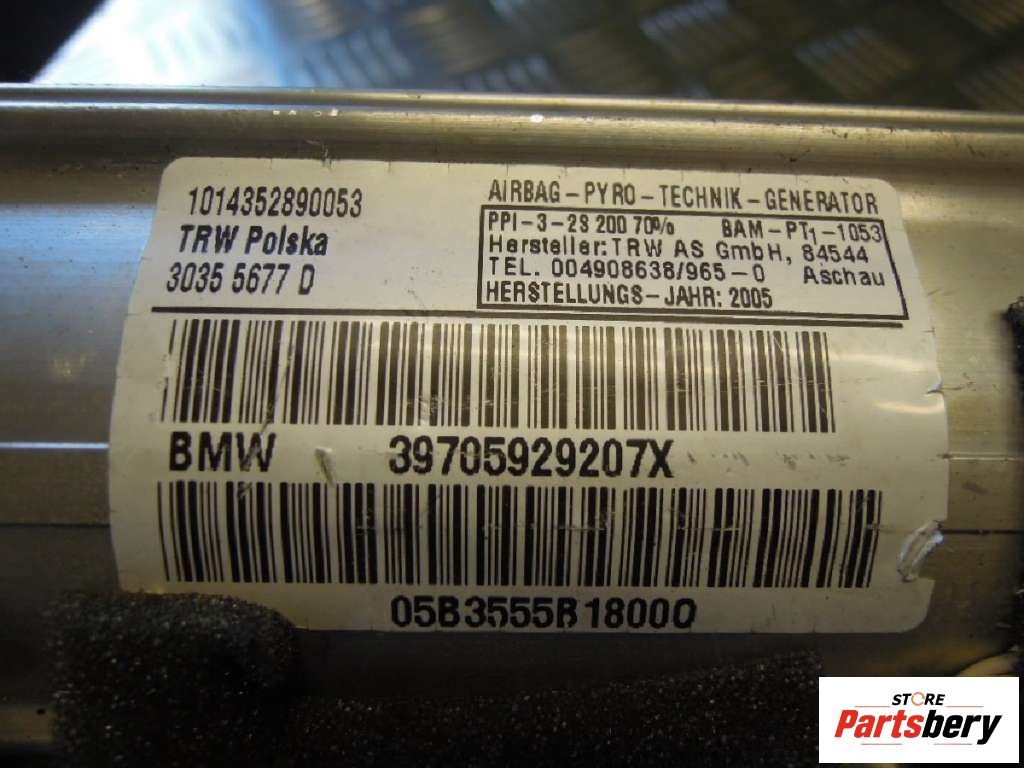 1014352890053
TRW Polska
3035 5677 D
AIRBAG-PYRO-TECHNIK-GENERATOR
PPI-3-2S 200 70% BAM-PT1-1053
Hersteller:TRW AS GmbH, 84544
TEL. 004908638/965-0 Aschau
HERSTELLUNGS-JAHR: 2005
BMW 39705929207X
05B3555B18000
STORE
Partsbery